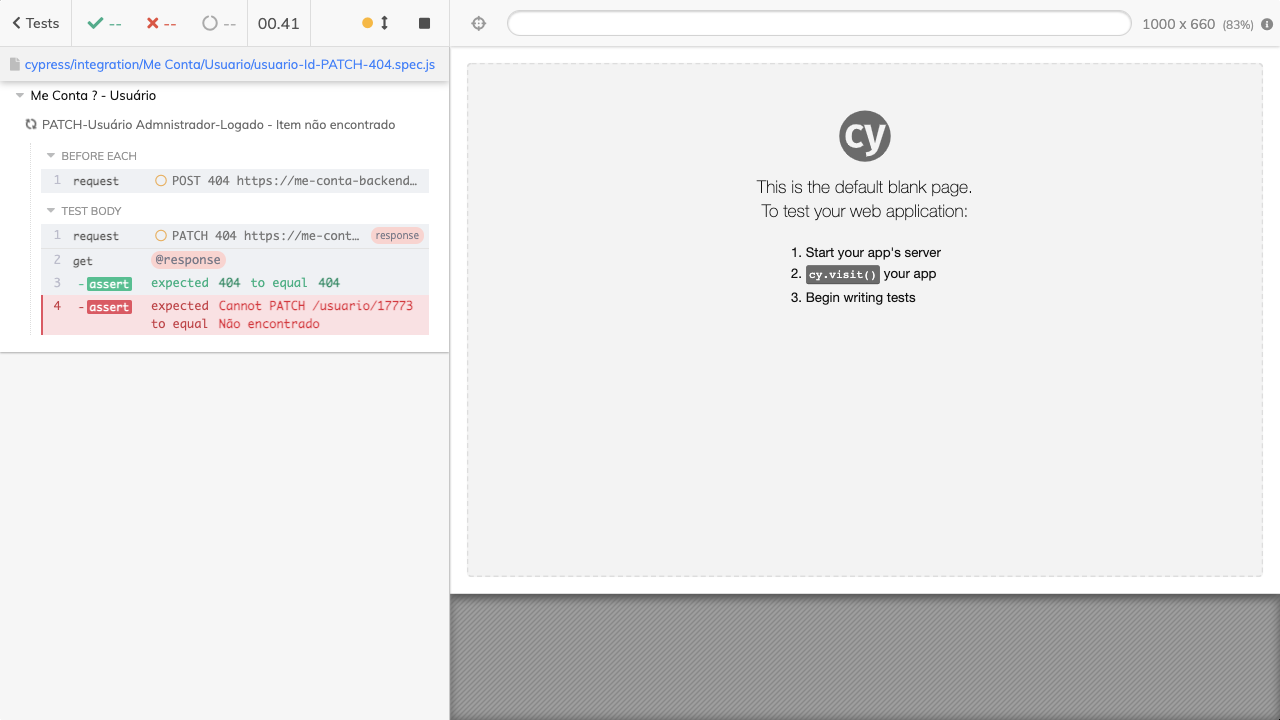 Tests
--
--
--
00.41
1000 x 660 (83%)
cypress/integration/Me Conta/Usuario/usuario-Id-PATCH-404.spec.js
Me Conta ? - Usuário
PATCH-Usuário Admnistrador-Logado - Item não encontrado
BEFORE EACH
1 request POST 404 https://me-conta-backend...
TEST BODY
1 request PATCH 404 https://me-cont... response
2 get @response
3 -assert expected 404 to equal 404
4 -assert expected Cannot PATCH /usuario/17773
to equal Não encontrado
cy
This is the default blank page.
To test your web application:
1. Start your app's server
2. cy.visit() your app
3. Begin writing tests